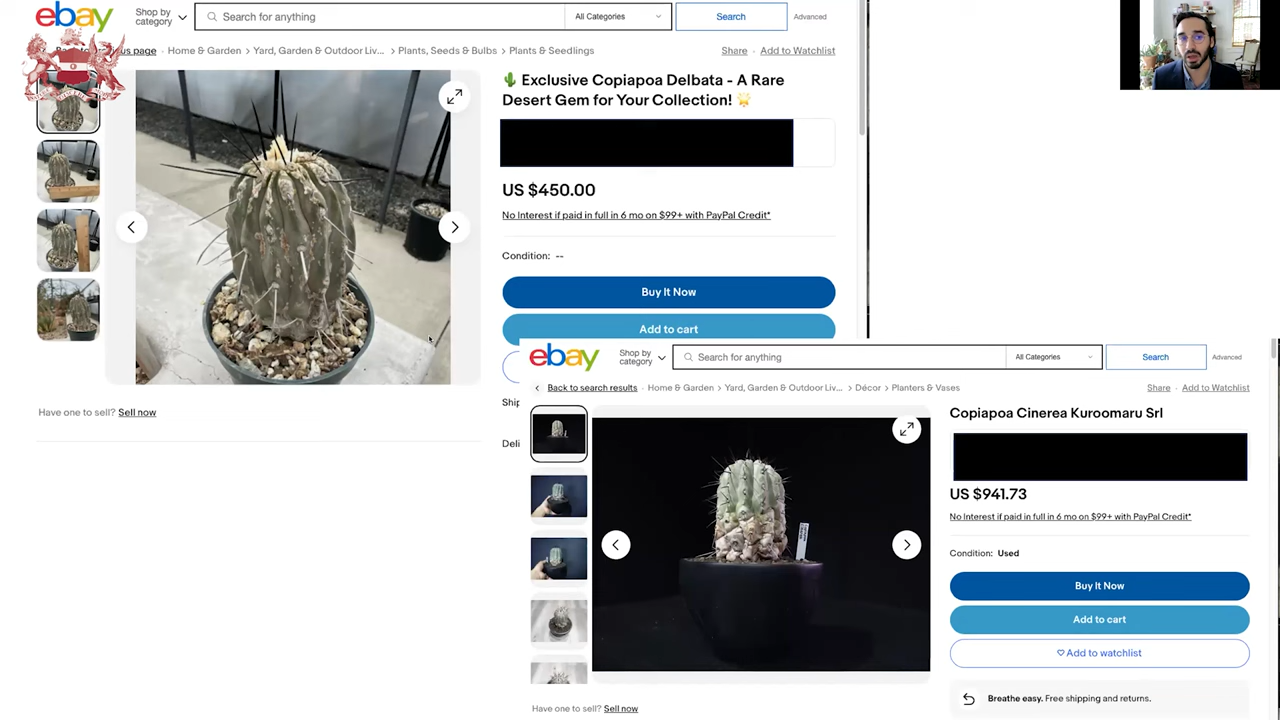 ebay
Shop by
category
Search for anything
All Categories
Search
Advanced
us page
Home & Garden > Yard, Garden & Outdoor Liv... > Plants, Seeds & Bulbs > Plants & Seedlings
Share
Add to Watchlist
🌵 Exclusive Copiapoa Delbata - A Rare
Desert Gem for Your Collection! 🌟
US $450.00
No Interest if paid in full in 6 mo on $99+ with PayPal Credit*
Condition: --
Buy It Now
Add to cart
Have one to sell? Sell now
Ship
Deli
ebay
Shop by
category
Search for anything
All Categories
Search
Advanced
Back to search results
Home & Garden > Yard, Garden & Outdoor Liv... > Décor > Planters & Vases
Share
Add to Watchlist
Copiapoa Cinerea Kuroomaru Srl
US $941.73
No Interest if paid in full in 6 mo on $99+ with PayPal Credit*
Condition: Used
Buy It Now
Add to cart
Add to watchlist
Breathe easy. Free shipping and returns.
Have one to sell? Sell now